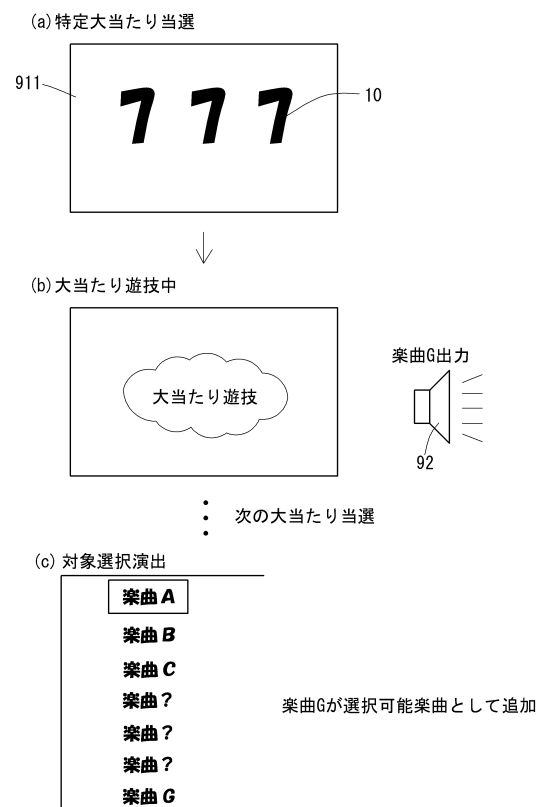 (a)特定大当たり当選
911
7 7 7
10
(b)大当たり遊技中
楽曲G出力
大当たり遊技
92
次の大当たり当選
(c)対象選択演出
楽曲A
楽曲B
楽曲C
楽曲?
楽曲Gが選択可能楽曲として追加
楽曲?
楽曲?
楽曲G